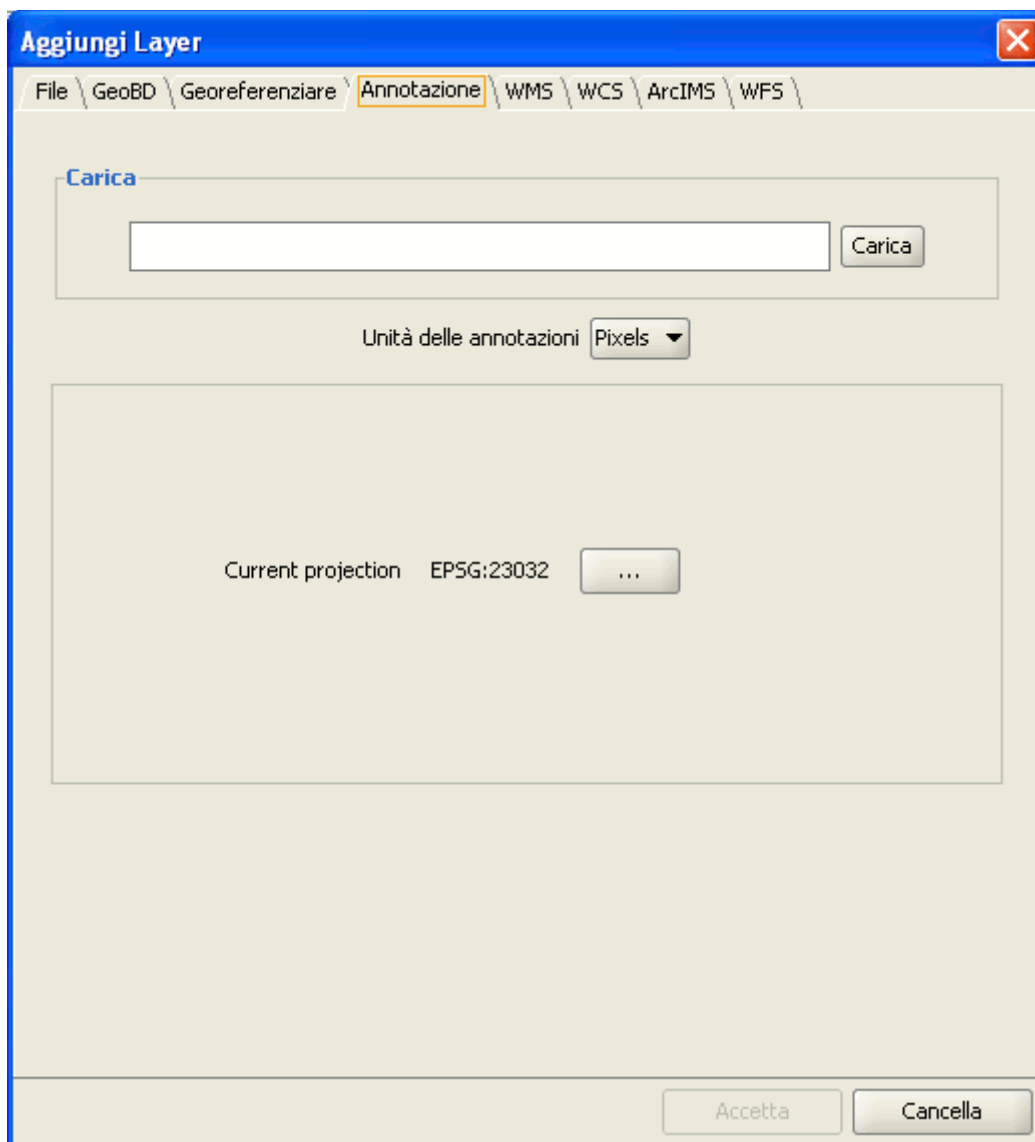 Aggiungi Layer
File GeoBD Georeferenziare Annotazione WMS WCS ArcIMS WFS
Carica
Carica
Unità delle annotazioni Pixels
Current projection EPSG:23032 ...
Accetta Cancella